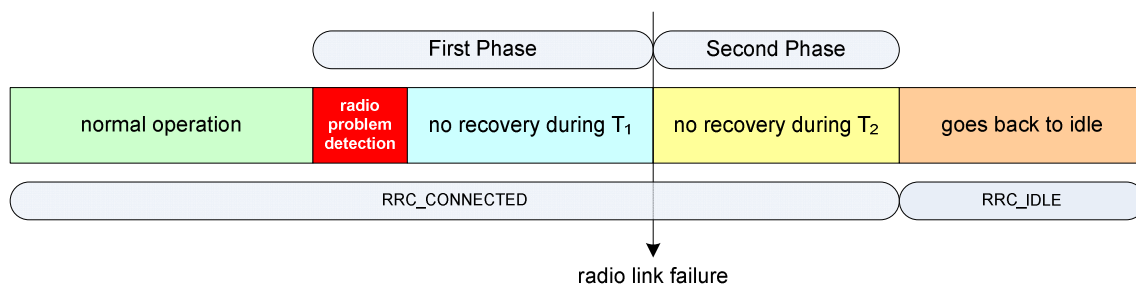 First Phase
Second Phase
normal operation
radio
problem
detection
no recovery during T₁
no recovery during T₂
goes back to idle
RRC_CONNECTED
RRC_IDLE
radio link failure